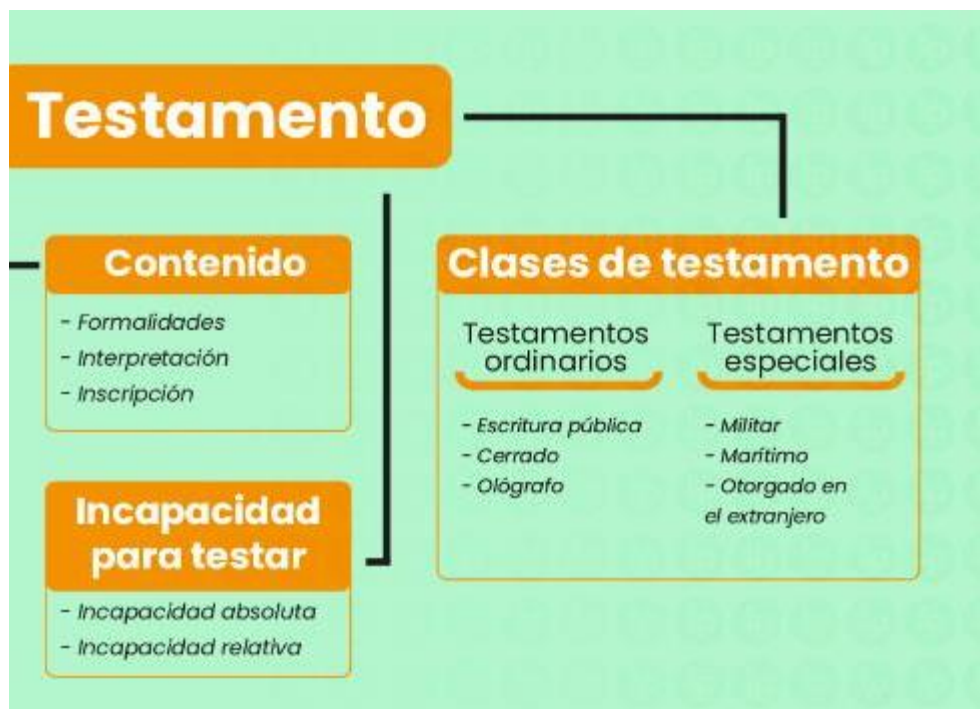 Testamento
Contenido
- Formalidades
- Interpretación
- Inscripción
Incapacidad
para testar
- Incapacidad absoluta
- Incapacidad relativa
Clases de testamento
Testamentos
ordinarios
- Escritura pública
- Cerrado
- Ológrafo
Testamentos
especiales
- Militar
- Marítimo
- Otorgado en
el extranjero